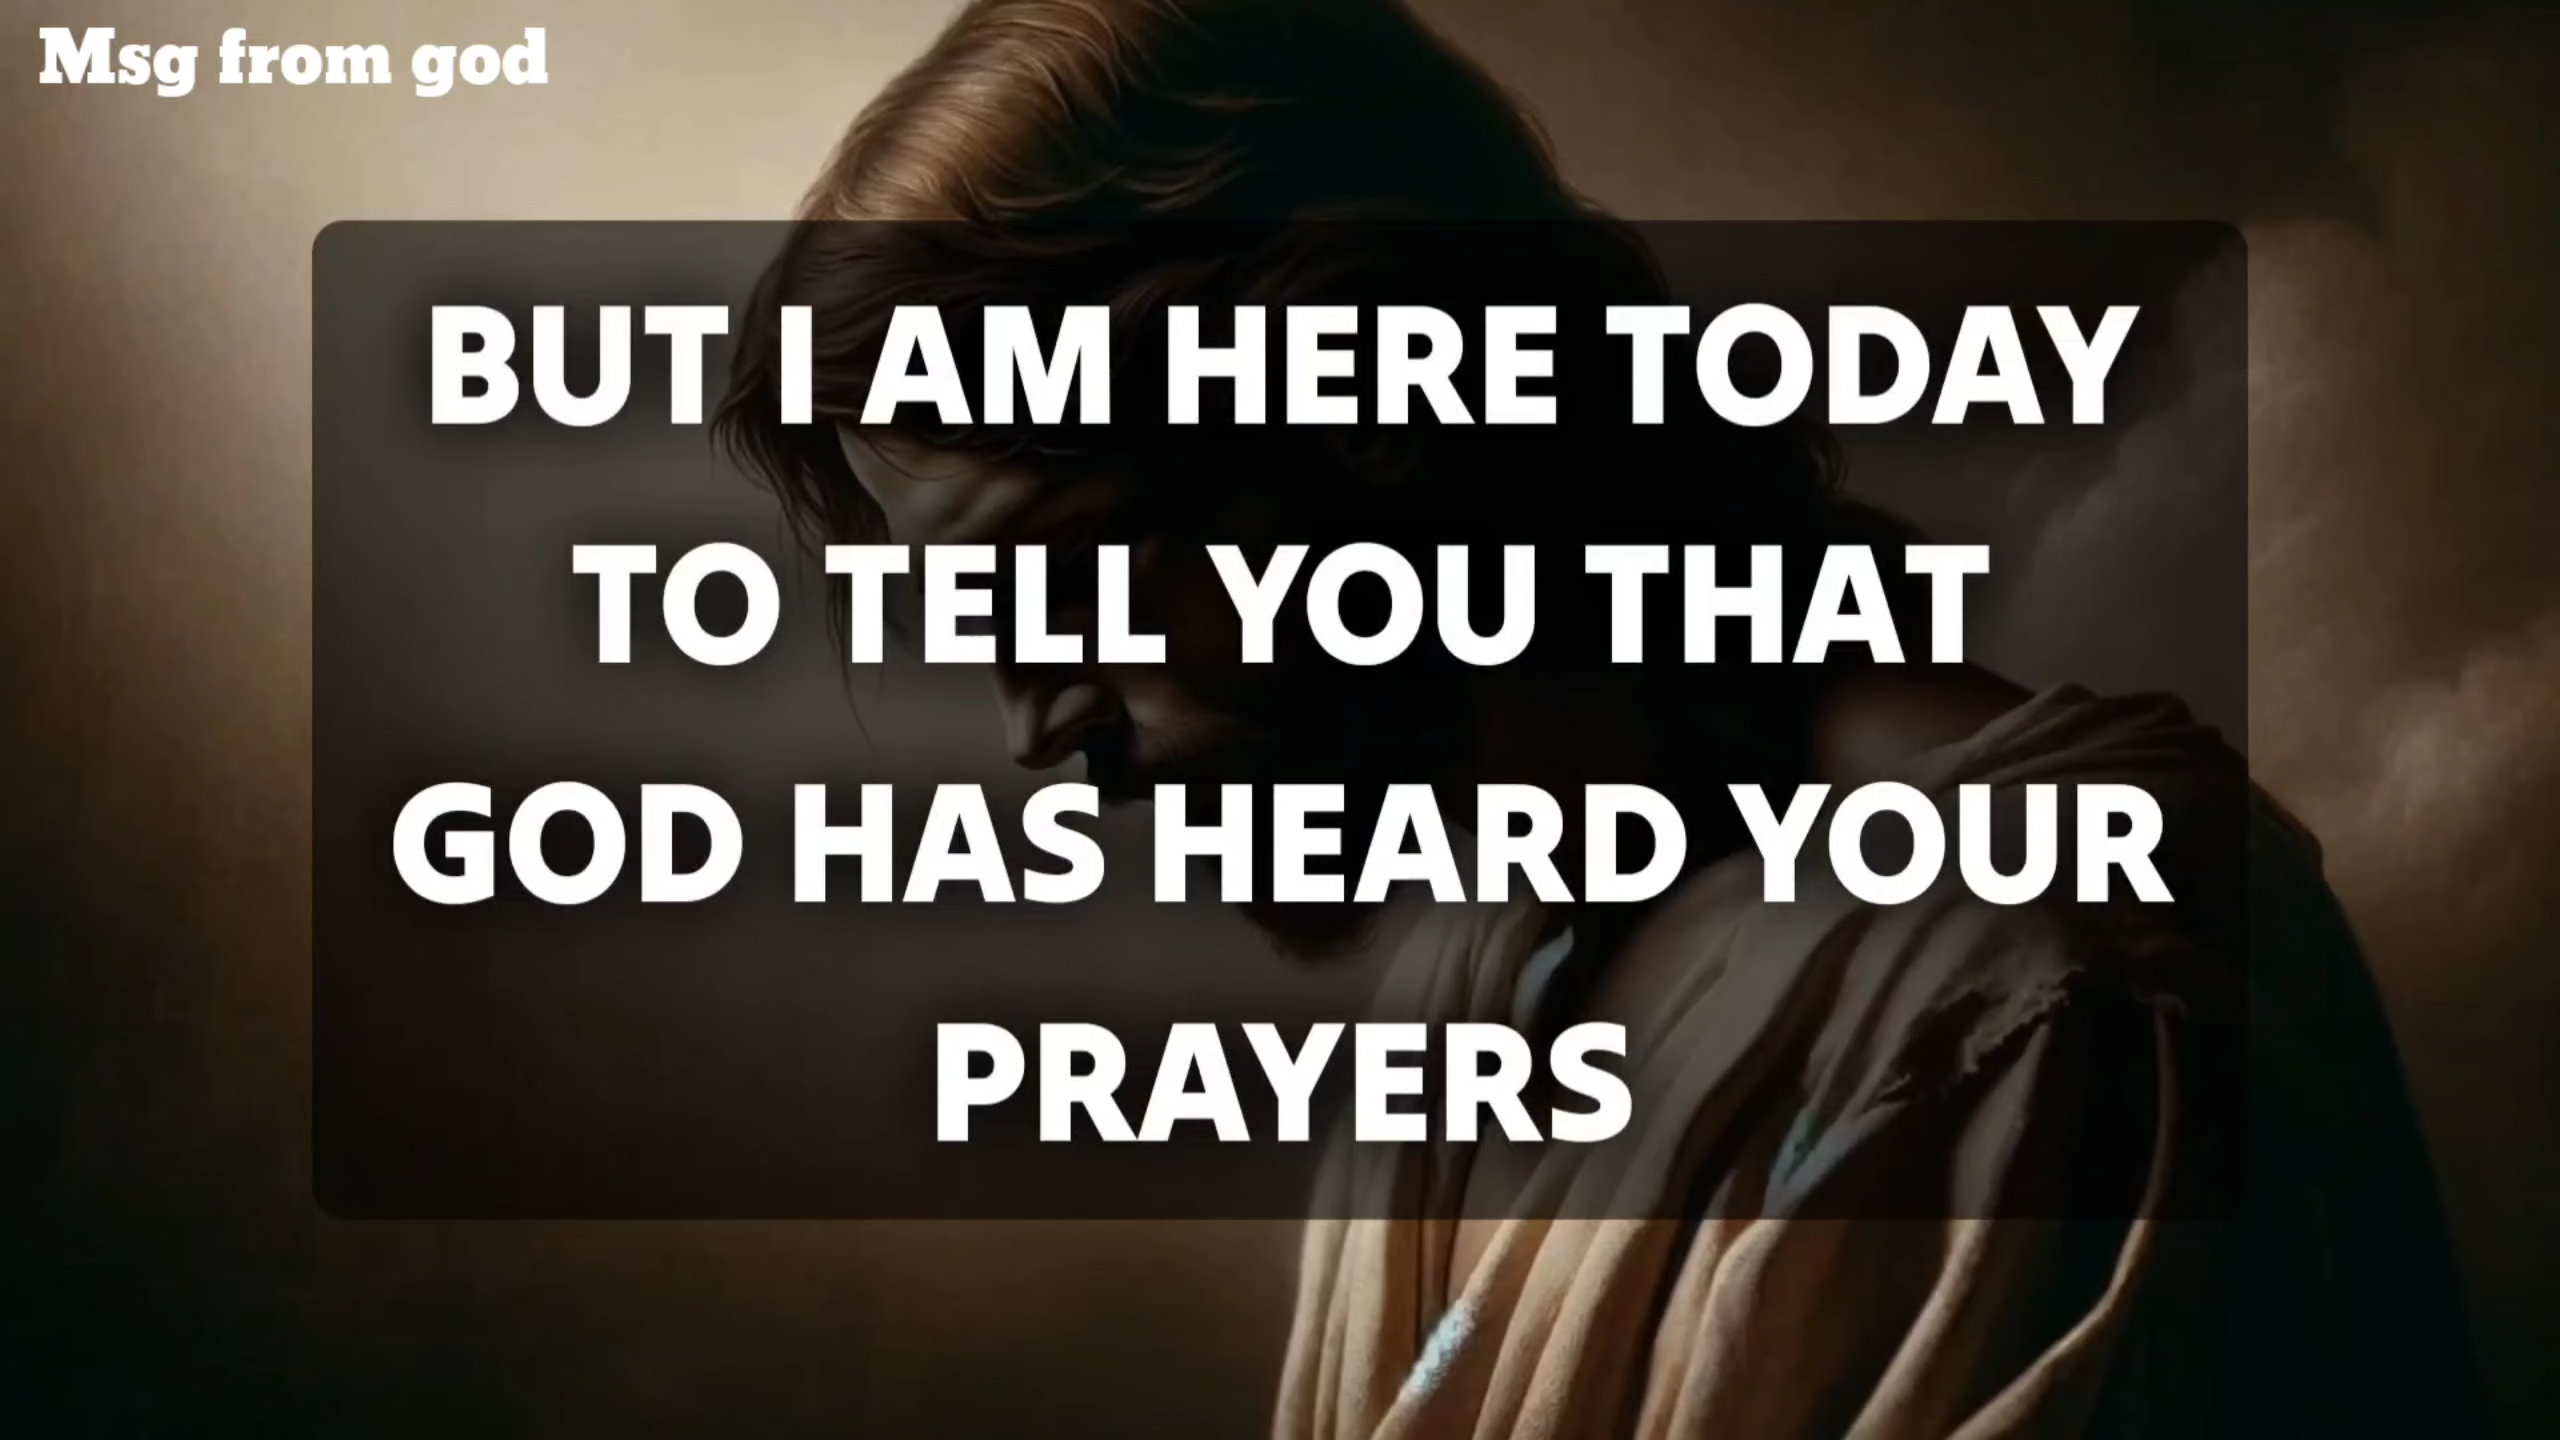 Msg from god
BUT I AM HERE TODAY
TO TELL YOU THAT
GOD HAS HEARD YOUR
PRAYERS